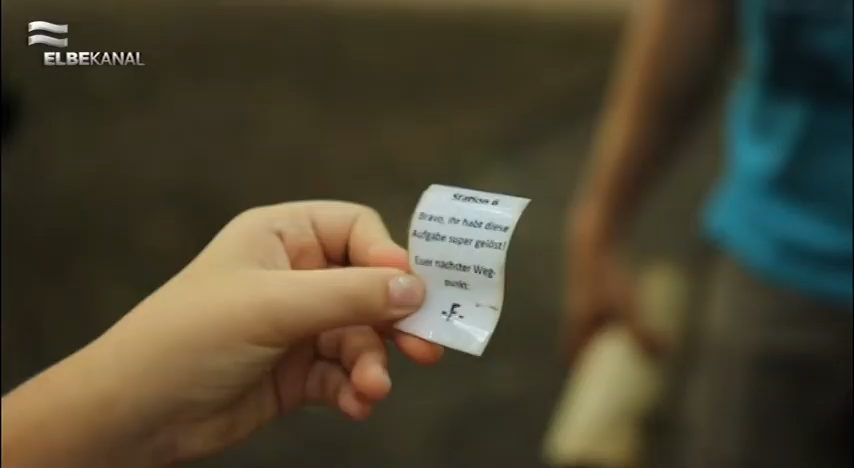 ELBEKANAL
Station 6
Bravo, ihr habt diese
Aufgabe super gelöst!
Euer nächster Weg-
punkt:
-F-